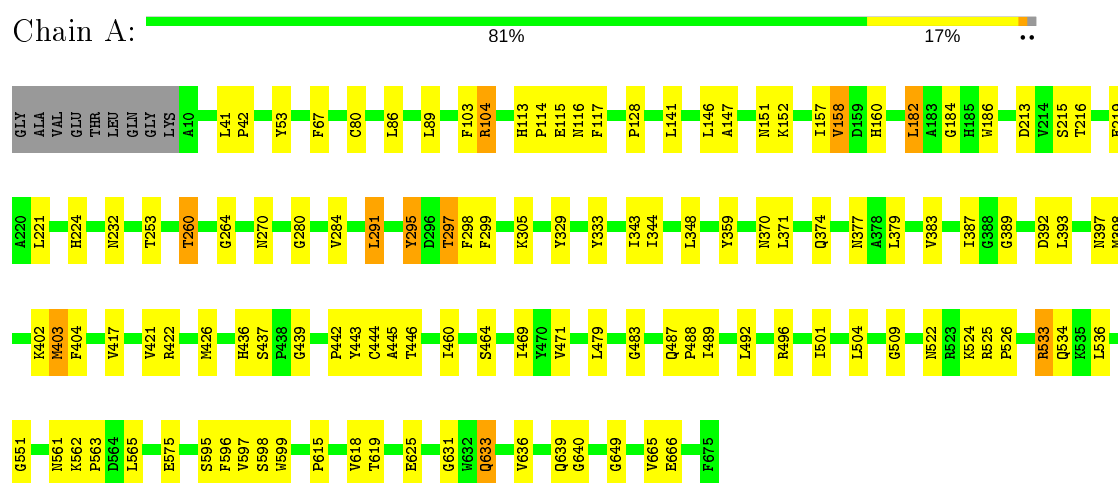 Chain A:
81% 17% ••
GLY ALA VAL GLU THR LEU GLN GLY LYS A10 L41 P42 Y53 F67 C80 L86 L89 F103 R104 H113 P114 E115 N116 F117 P128 L141 L146 A147 N151 K152 I157 V158 D159 H160 L182 A183 G184 H185 W186 D213 V214 S215 T216
A220 L221 H224 N232 T253 T260 G264 N270 G280 V284 L291 Y295 D296 T297 F298 F299 K305 Y329 Y333 I343 I344 L348 Y359 N370 L371 Q374 N377 A378 L379 V383 I387 G388 G389 D392 L393 N397
K402 M403 F404 V417 V421 R422 M426 H436 S437 P438 G439 P442 Y443 C444 A445 T446 I460 S464 I469 Y470 V471 L479 G483 Q487 P488 I489 L492 R496 I501 L504 G509 N522 R523 K524 R525 P526 R533 Q534 K535 L536
G551 N561 K562 P563 D564 L565 E575 S595 F596 V597 S598 W599 P615 V618 T619 E625 G631 W632 Q633 V636 Q639 G640 G649 V665 E666 F675